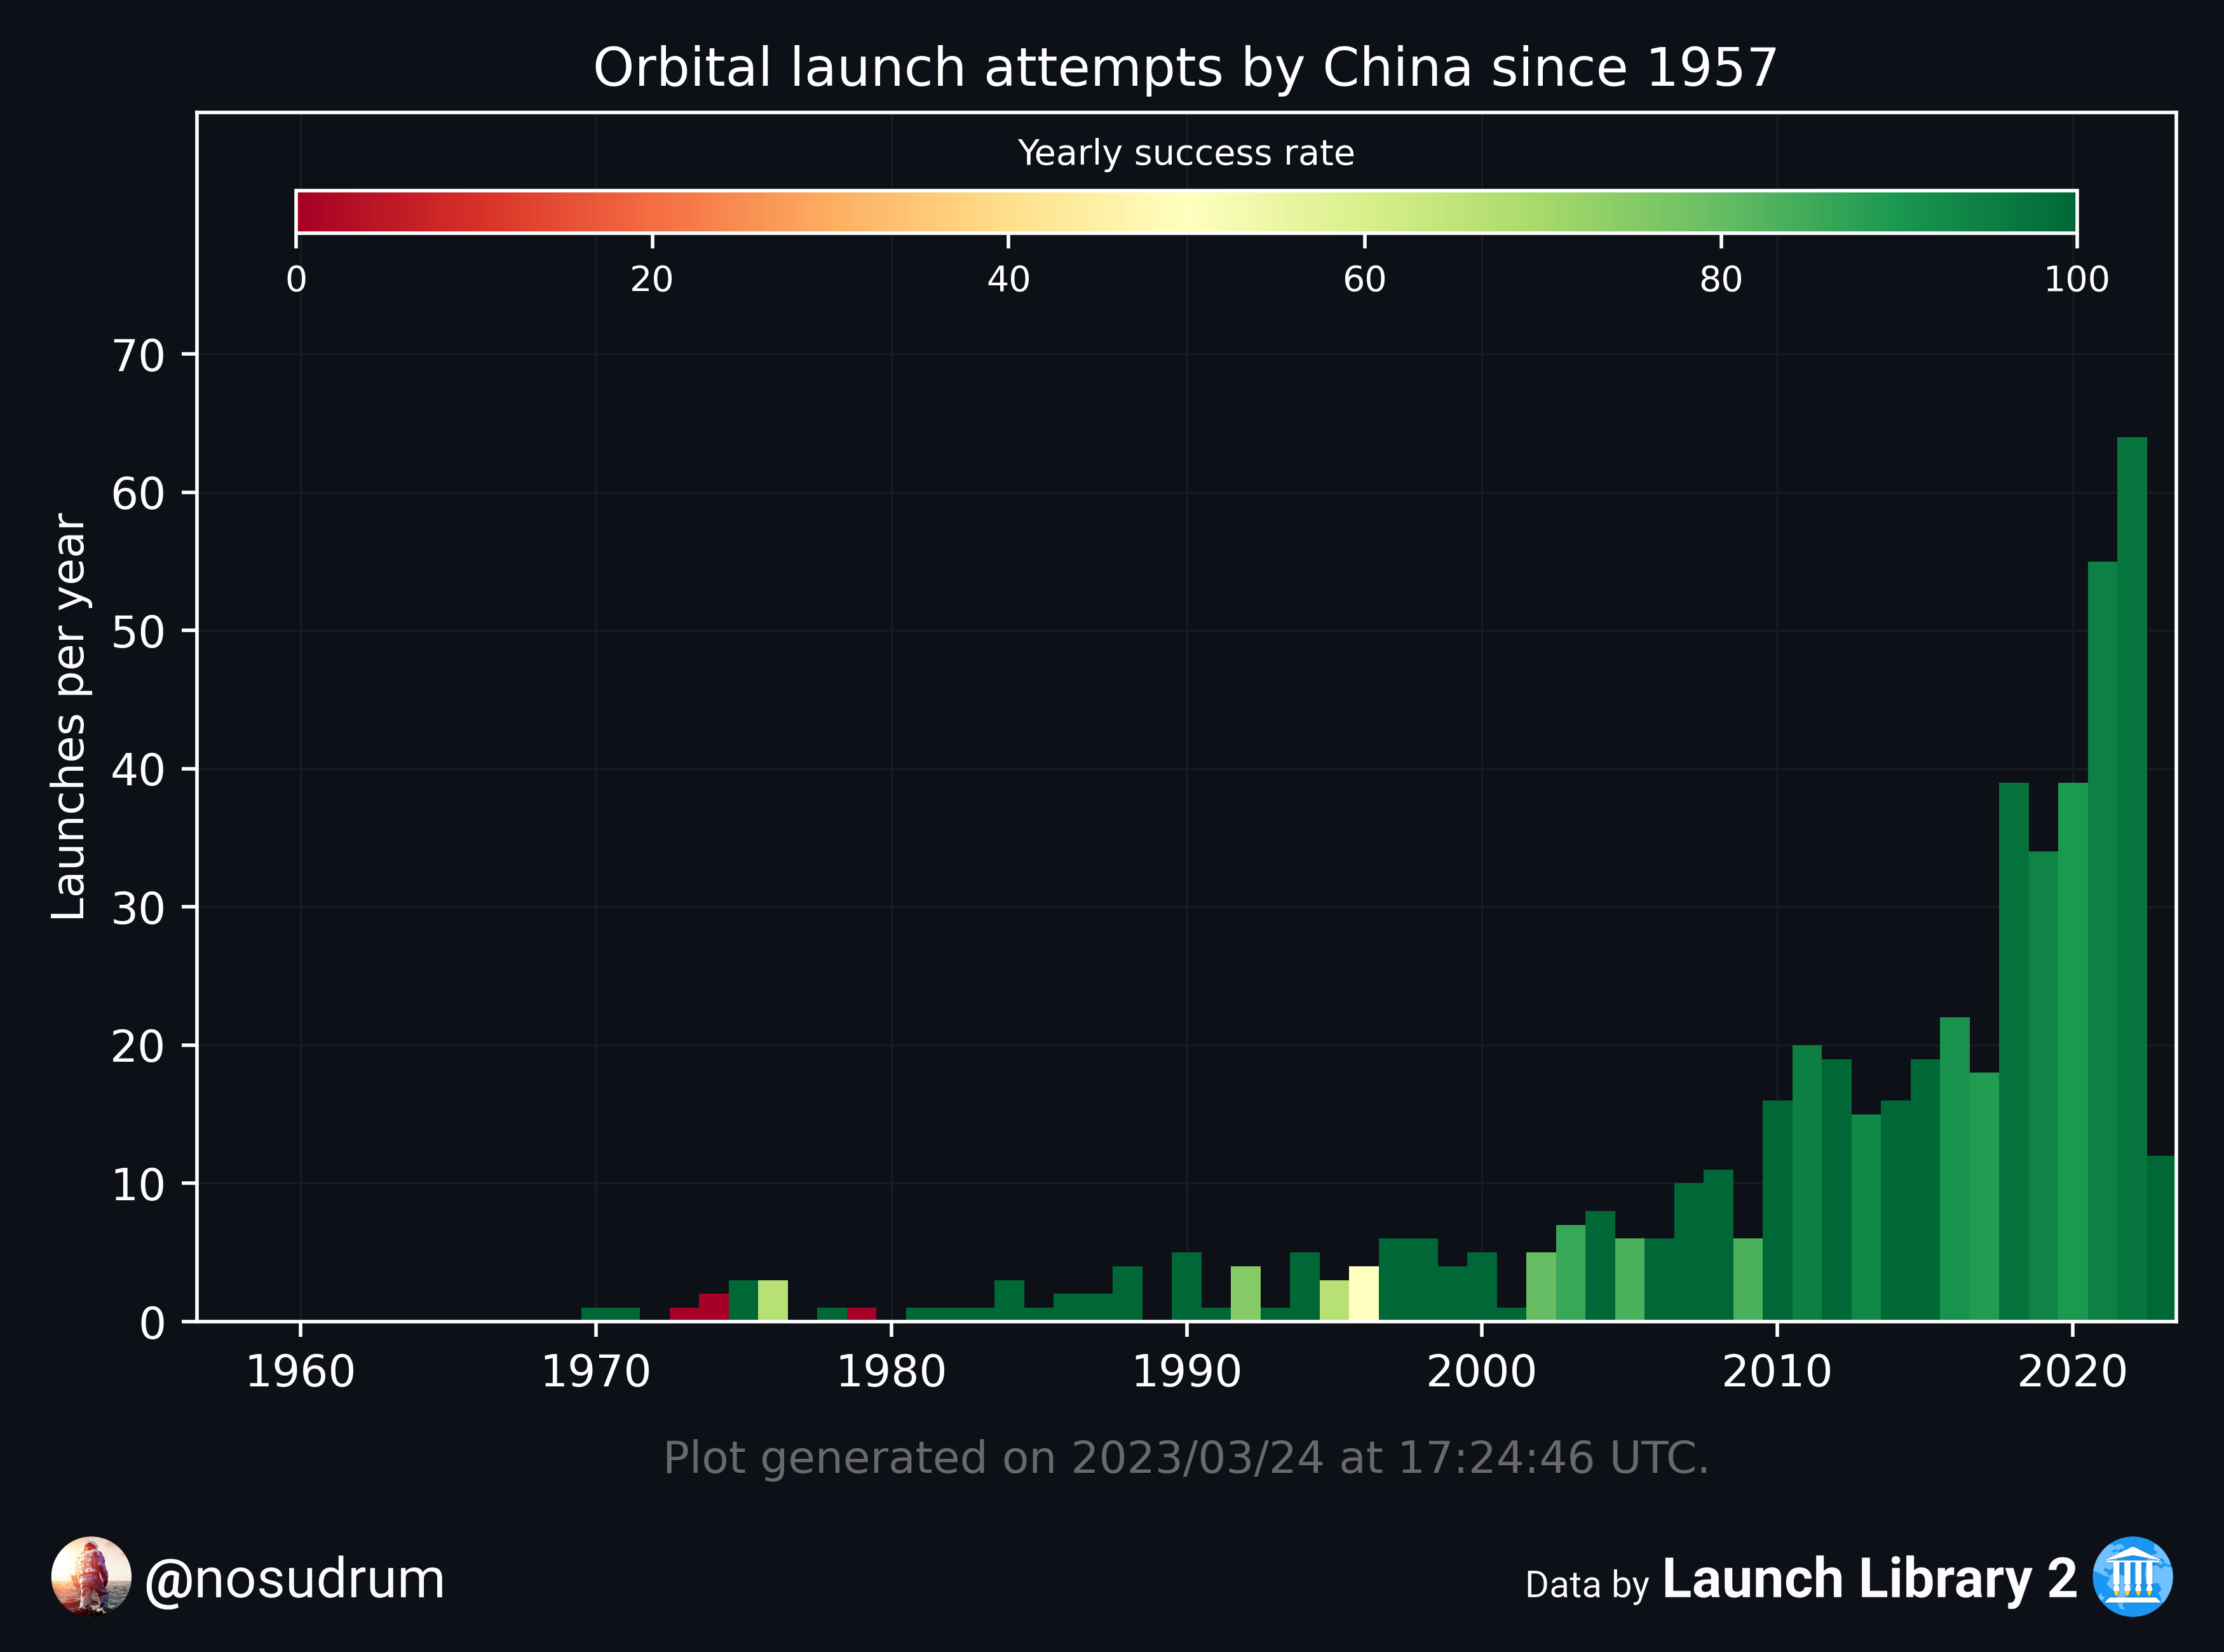 Orbital launch attempts by China since 1957
Yearly success rate
0 20 40 60 80 100
Launches per year
70
60
50
40
30
20
10
0
1960 1970 1980 1990 2000 2010 2020
Plot generated on 2023/03/24 at 17:24:46 UTC.
@nosudrum
Data by Launch Library 2